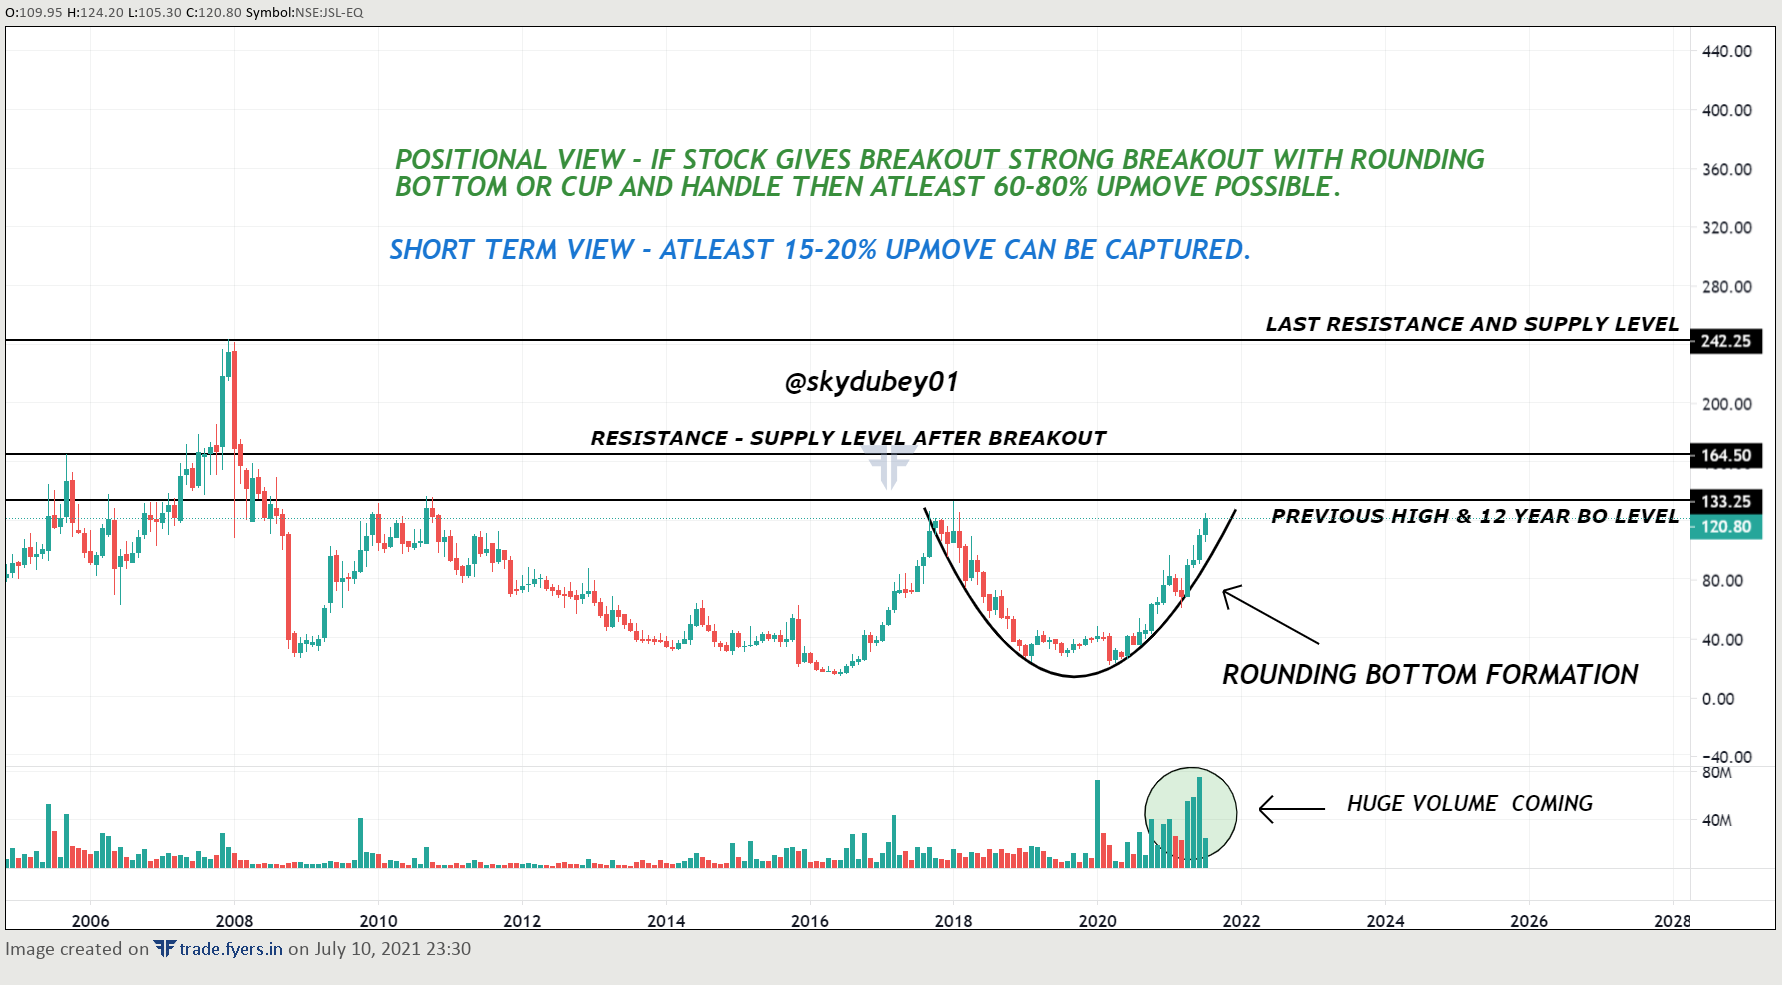 O:109.95 H:124.20 L:105.30 C:120.80 Symbol:NSE:JSL-EQ
440.00
400.00
POSITIONAL VIEW - IF STOCK GIVES BREAKOUT STRONG BREAKOUT WITH ROUNDING
BOTTOM OR CUP AND HANDLE THEN ATLEAST 60-80% UPMOVE POSSIBLE.
360.00
320.00
SHORT TERM VIEW - ATLEAST 15-20% UPMOVE CAN BE CAPTURED.
280.00
LAST RESISTANCE AND SUPPLY LEVEL
242.25
@skydubey01
200.00
RESISTANCE - SUPPLY LEVEL AFTER BREAKOUT
164.50
133.25
PREVIOUS HIGH & 12 YEAR BO LEVEL
120.80
80.00
40.00
ROUNDING BOTTOM FORMATION
0.00
-40.00
80M
HUGE VOLUME COMING
40M
2006 2008 2010 2012 2014 2016 2018 2020 2022 2024 2026 2028
Image created on trade.fyers.in on July 10, 2021 23:30